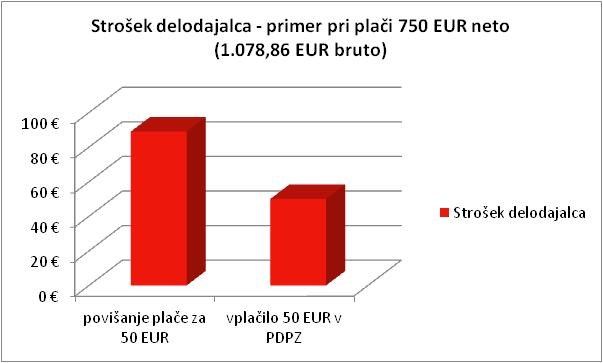 Strošek delodajalca - primer pri plači 750 EUR neto
(1.078,86 EUR bruto)
100 €
80 €
60 €
40 €
20 €
0 €
povišanje plače za
50 EUR
vplačilo 50 EUR v
PDPZ
Strošek delodajalca